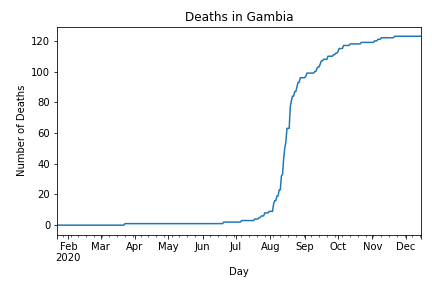 Deaths in Gambia
Number of Deaths
120
100
80
60
40
20
0
Feb Mar Apr May Jun Jul Aug Sep Oct Nov Dec
2020
Day